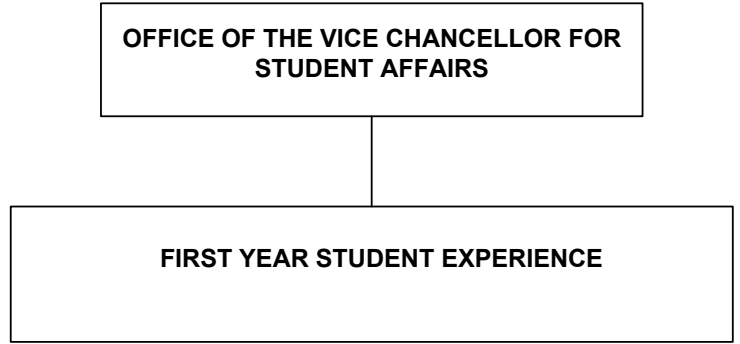 OFFICE OF THE VICE CHANCELLOR FOR
STUDENT AFFAIRS
FIRST YEAR STUDENT EXPERIENCE